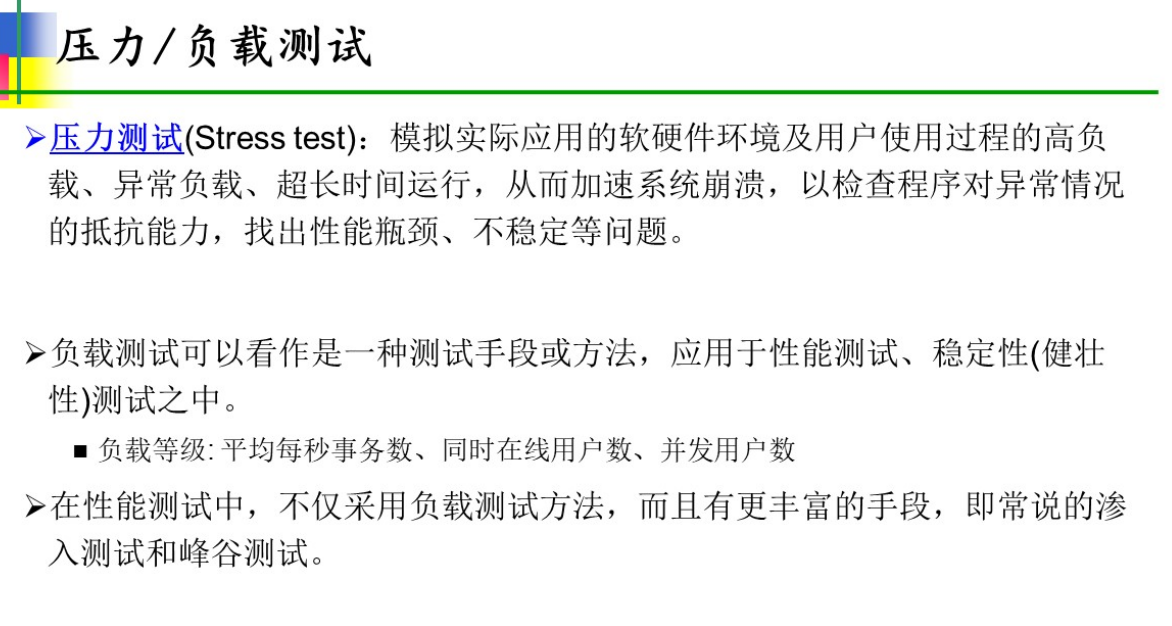 压力/负载测试
➢压力测试(Stress test)：模拟实际应用的软硬件环境及用户使用过程的高负
载、异常负载、超长时间运行，从而加速系统崩溃，以检查程序对异常情况
的抵抗能力，找出性能瓶颈、不稳定等问题。
➢负载测试可以看作是一种测试手段或方法，应用于性能测试、稳定性(健壮
性)测试之中。
■ 负载等级: 平均每秒事务数、同时在线用户数、并发用户数
➢在性能测试中，不仅采用负载测试方法，而且有更丰富的手段，即常说的渗
入测试和峰谷测试。